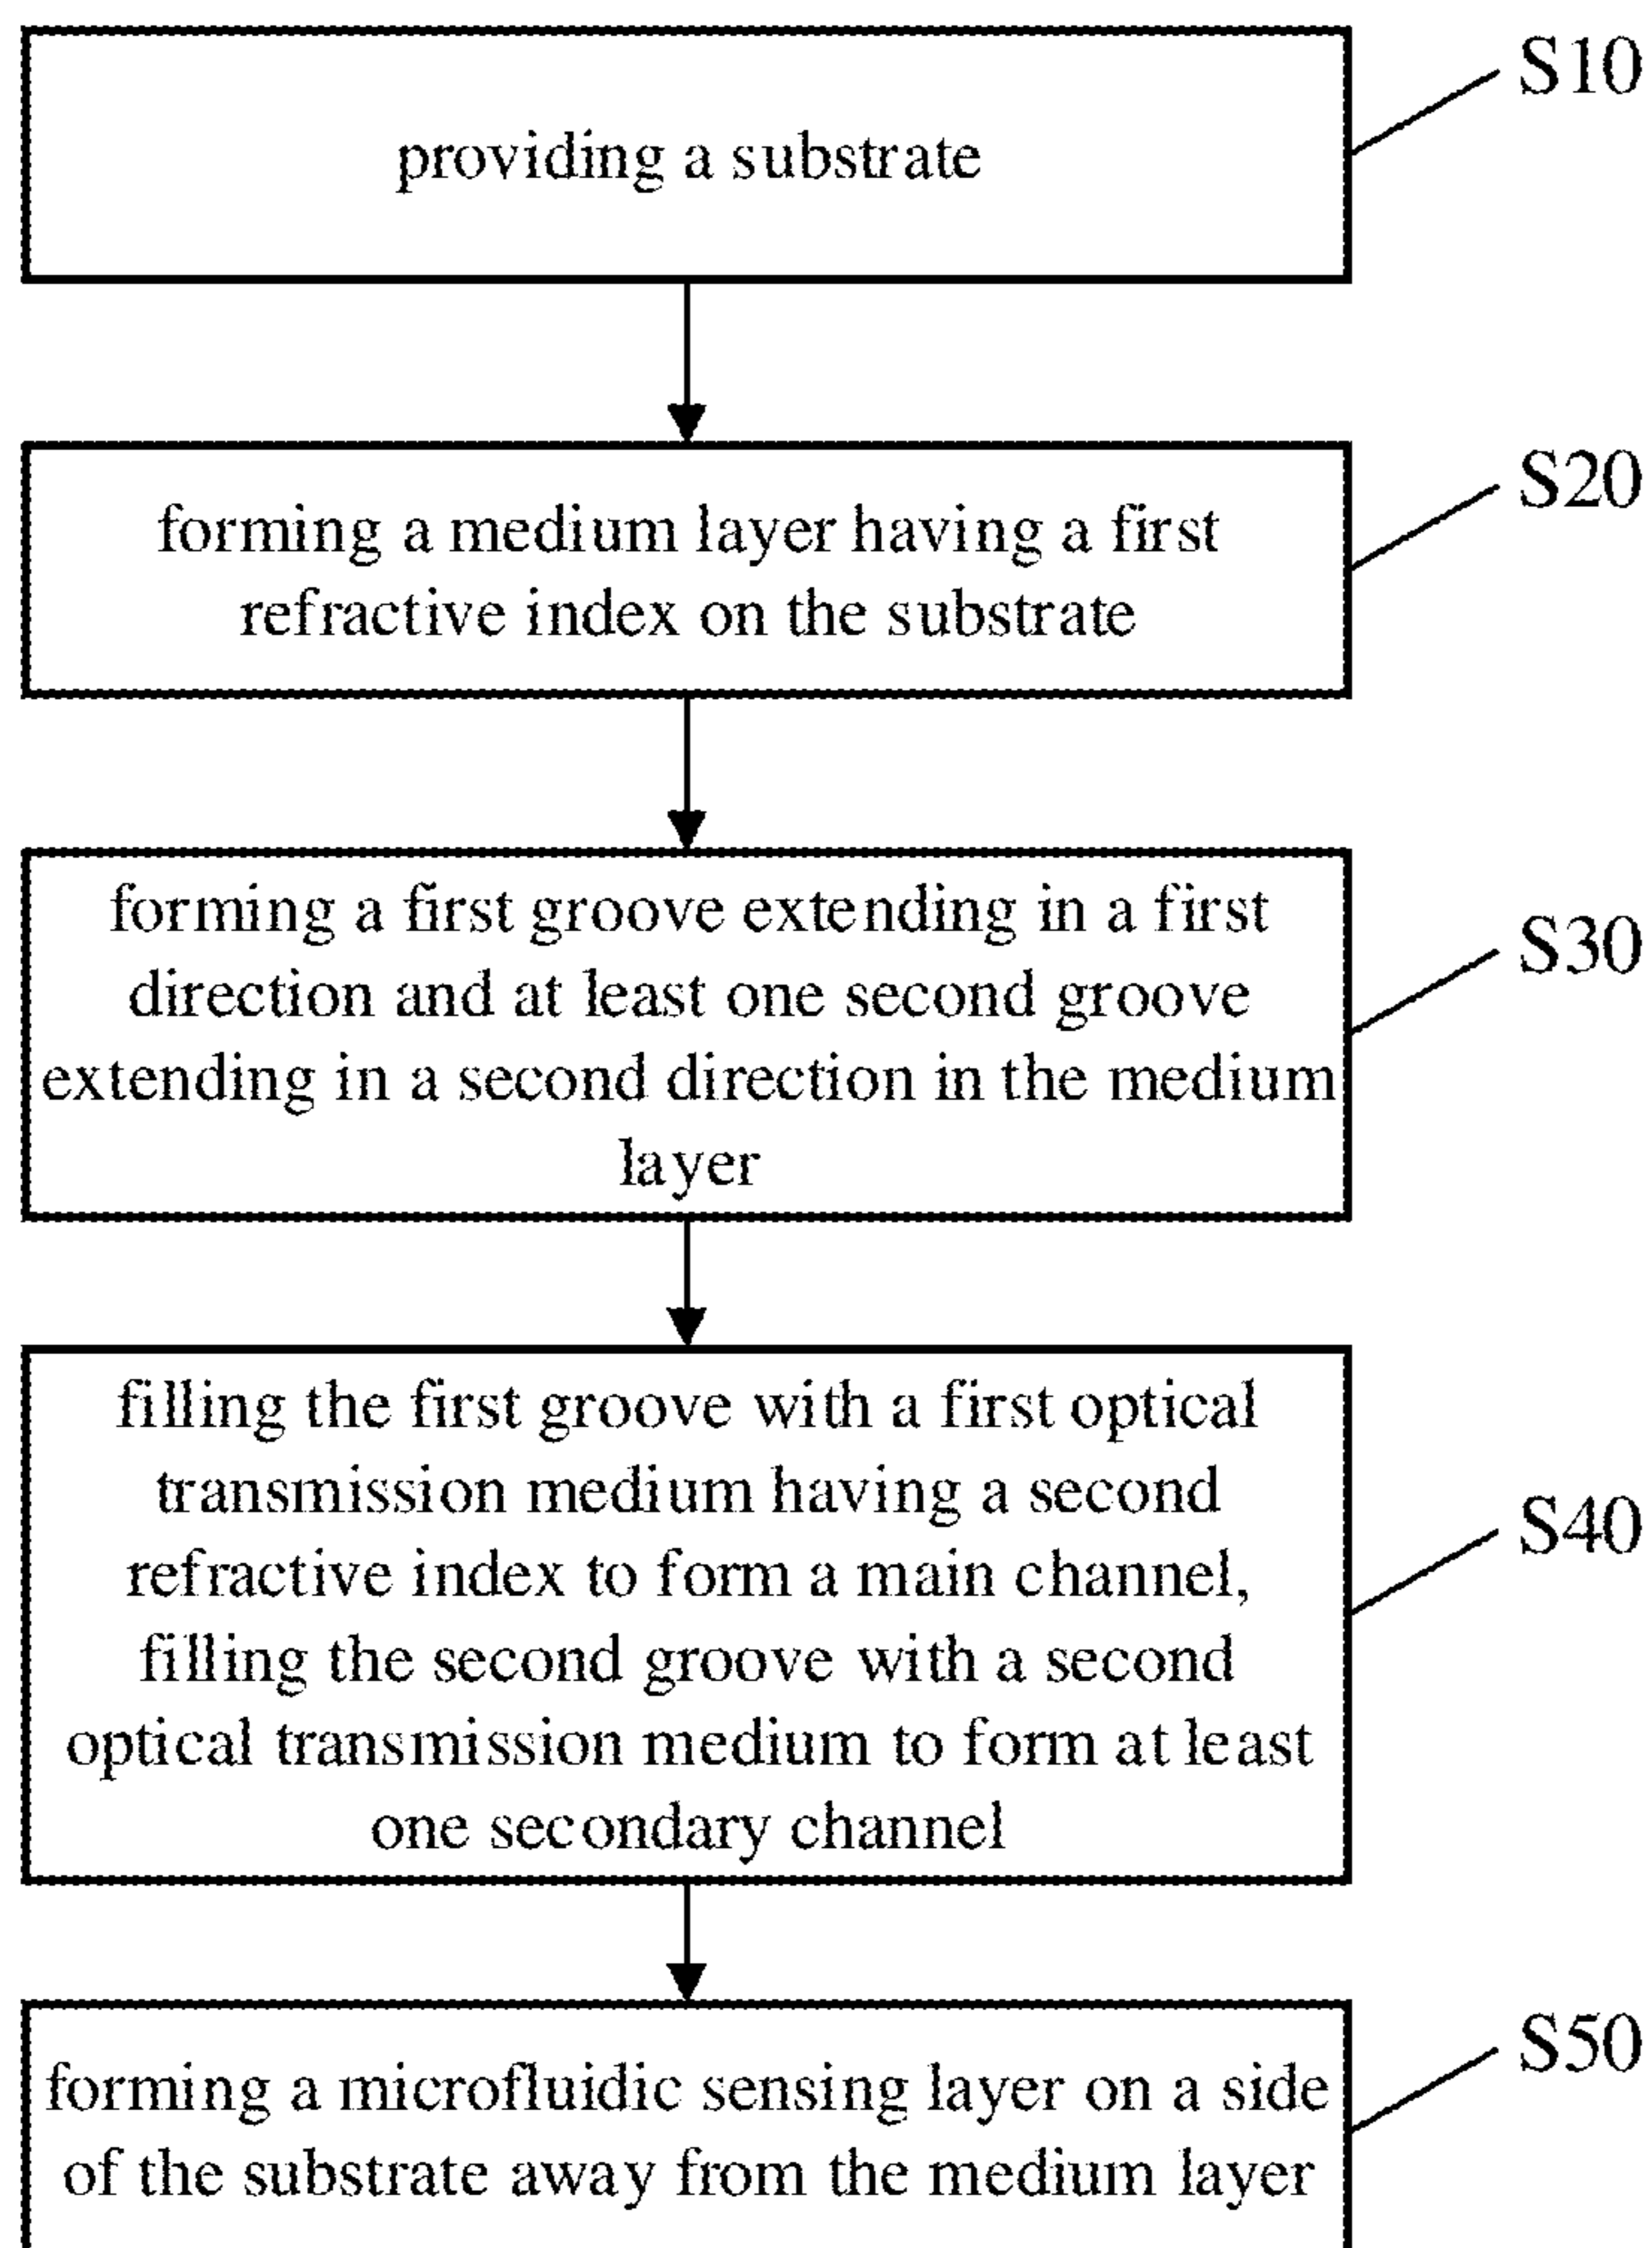 S10
providing a substrate
S20
forming a medium layer having a first
refractive index on the substrate
S30
forming a first groove extending in a first
direction and at least one second groove
extending in a second direction in the medium
layer
S40
filling the first groove with a first optical
transmission medium having a second
refractive index to form a main channel,
filling the second groove with a second
optical transmission medium to form at least
one secondary channel
S50
forming a microfluidic sensing layer on a side
of the substrate away from the medium layer